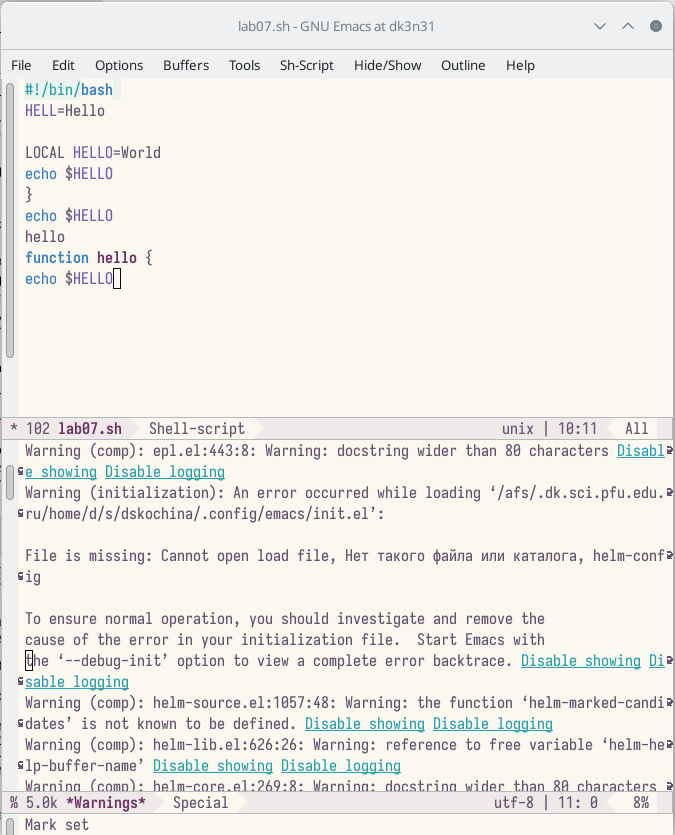 lab07.sh - GNU Emacs at dk3n31
File Edit Options Buffers Tools Sh-Script Hide/Show Outline Help
#!/bin/bash
HELL=Hello
LOCAL HELLO=World
echo $HELLO
}
echo $HELLO
hello
function hello {
echo $HELLO
* 102 lab07.sh Shell-script unix | 10:11 All
Warning (comp): epl.el:443:8: Warning: docstring wider than 80 characters Disabl
e showing Disable logging
Warning (initialization): An error occurred while loading ‘/afs/.dk.sci.pfu.edu.
ru/home/d/s/dskochina/.config/emacs/init.el’:
File is missing: Cannot open load file, Нет такого файла или каталога, helm-conf
ig
To ensure normal operation, you should investigate and remove the
cause of the error in your initialization file.  Start Emacs with
the ‘--debug-init’ option to view a complete error backtrace. Disable showing Di
sable logging
Warning (comp): helm-source.el:1057:48: Warning: the function ‘helm-marked-candi
dates’ is not known to be defined. Disable showing Disable logging
Warning (comp): helm-lib.el:626:26: Warning: reference to free variable ‘helm-he
lp-buffer-name’ Disable showing Disable logging
Warning (comp): helm-core.el:269:8: Warning: docstring wider than 80 characters
% 5.0k *Warnings* Special utf-8 | 11: 0 8%
Mark set